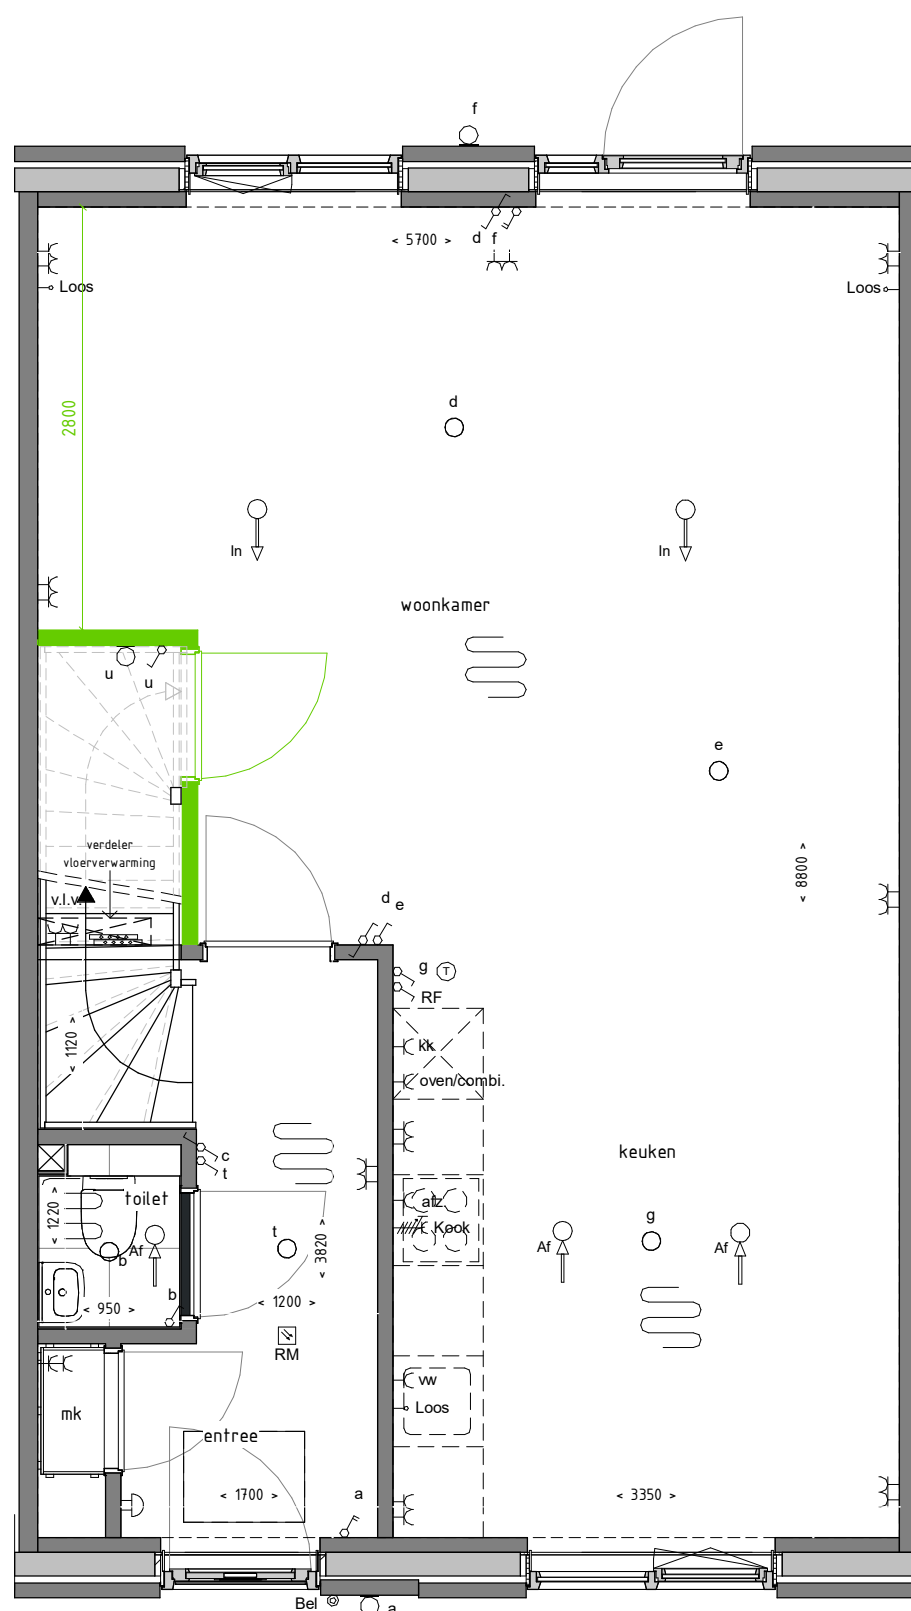 f
d f
< 5700 >
Loos
Loos
2800
d
In
In
woonkamer
u
u
e
verdeler
vloerverwarming
< 8800 >
v.l.v.
d e
g T
RF
< 1120 >
kk
oven/combi.
c
t
keuken
< 1220 >
toilet
afz.
Kook
Af
b
t
< 3820 >
Af
g
Af
b
< 950 >
< 1200 >
RM
vw
Loos
mk
entree
< 1700 >
a
< 3350 >
Bel
a